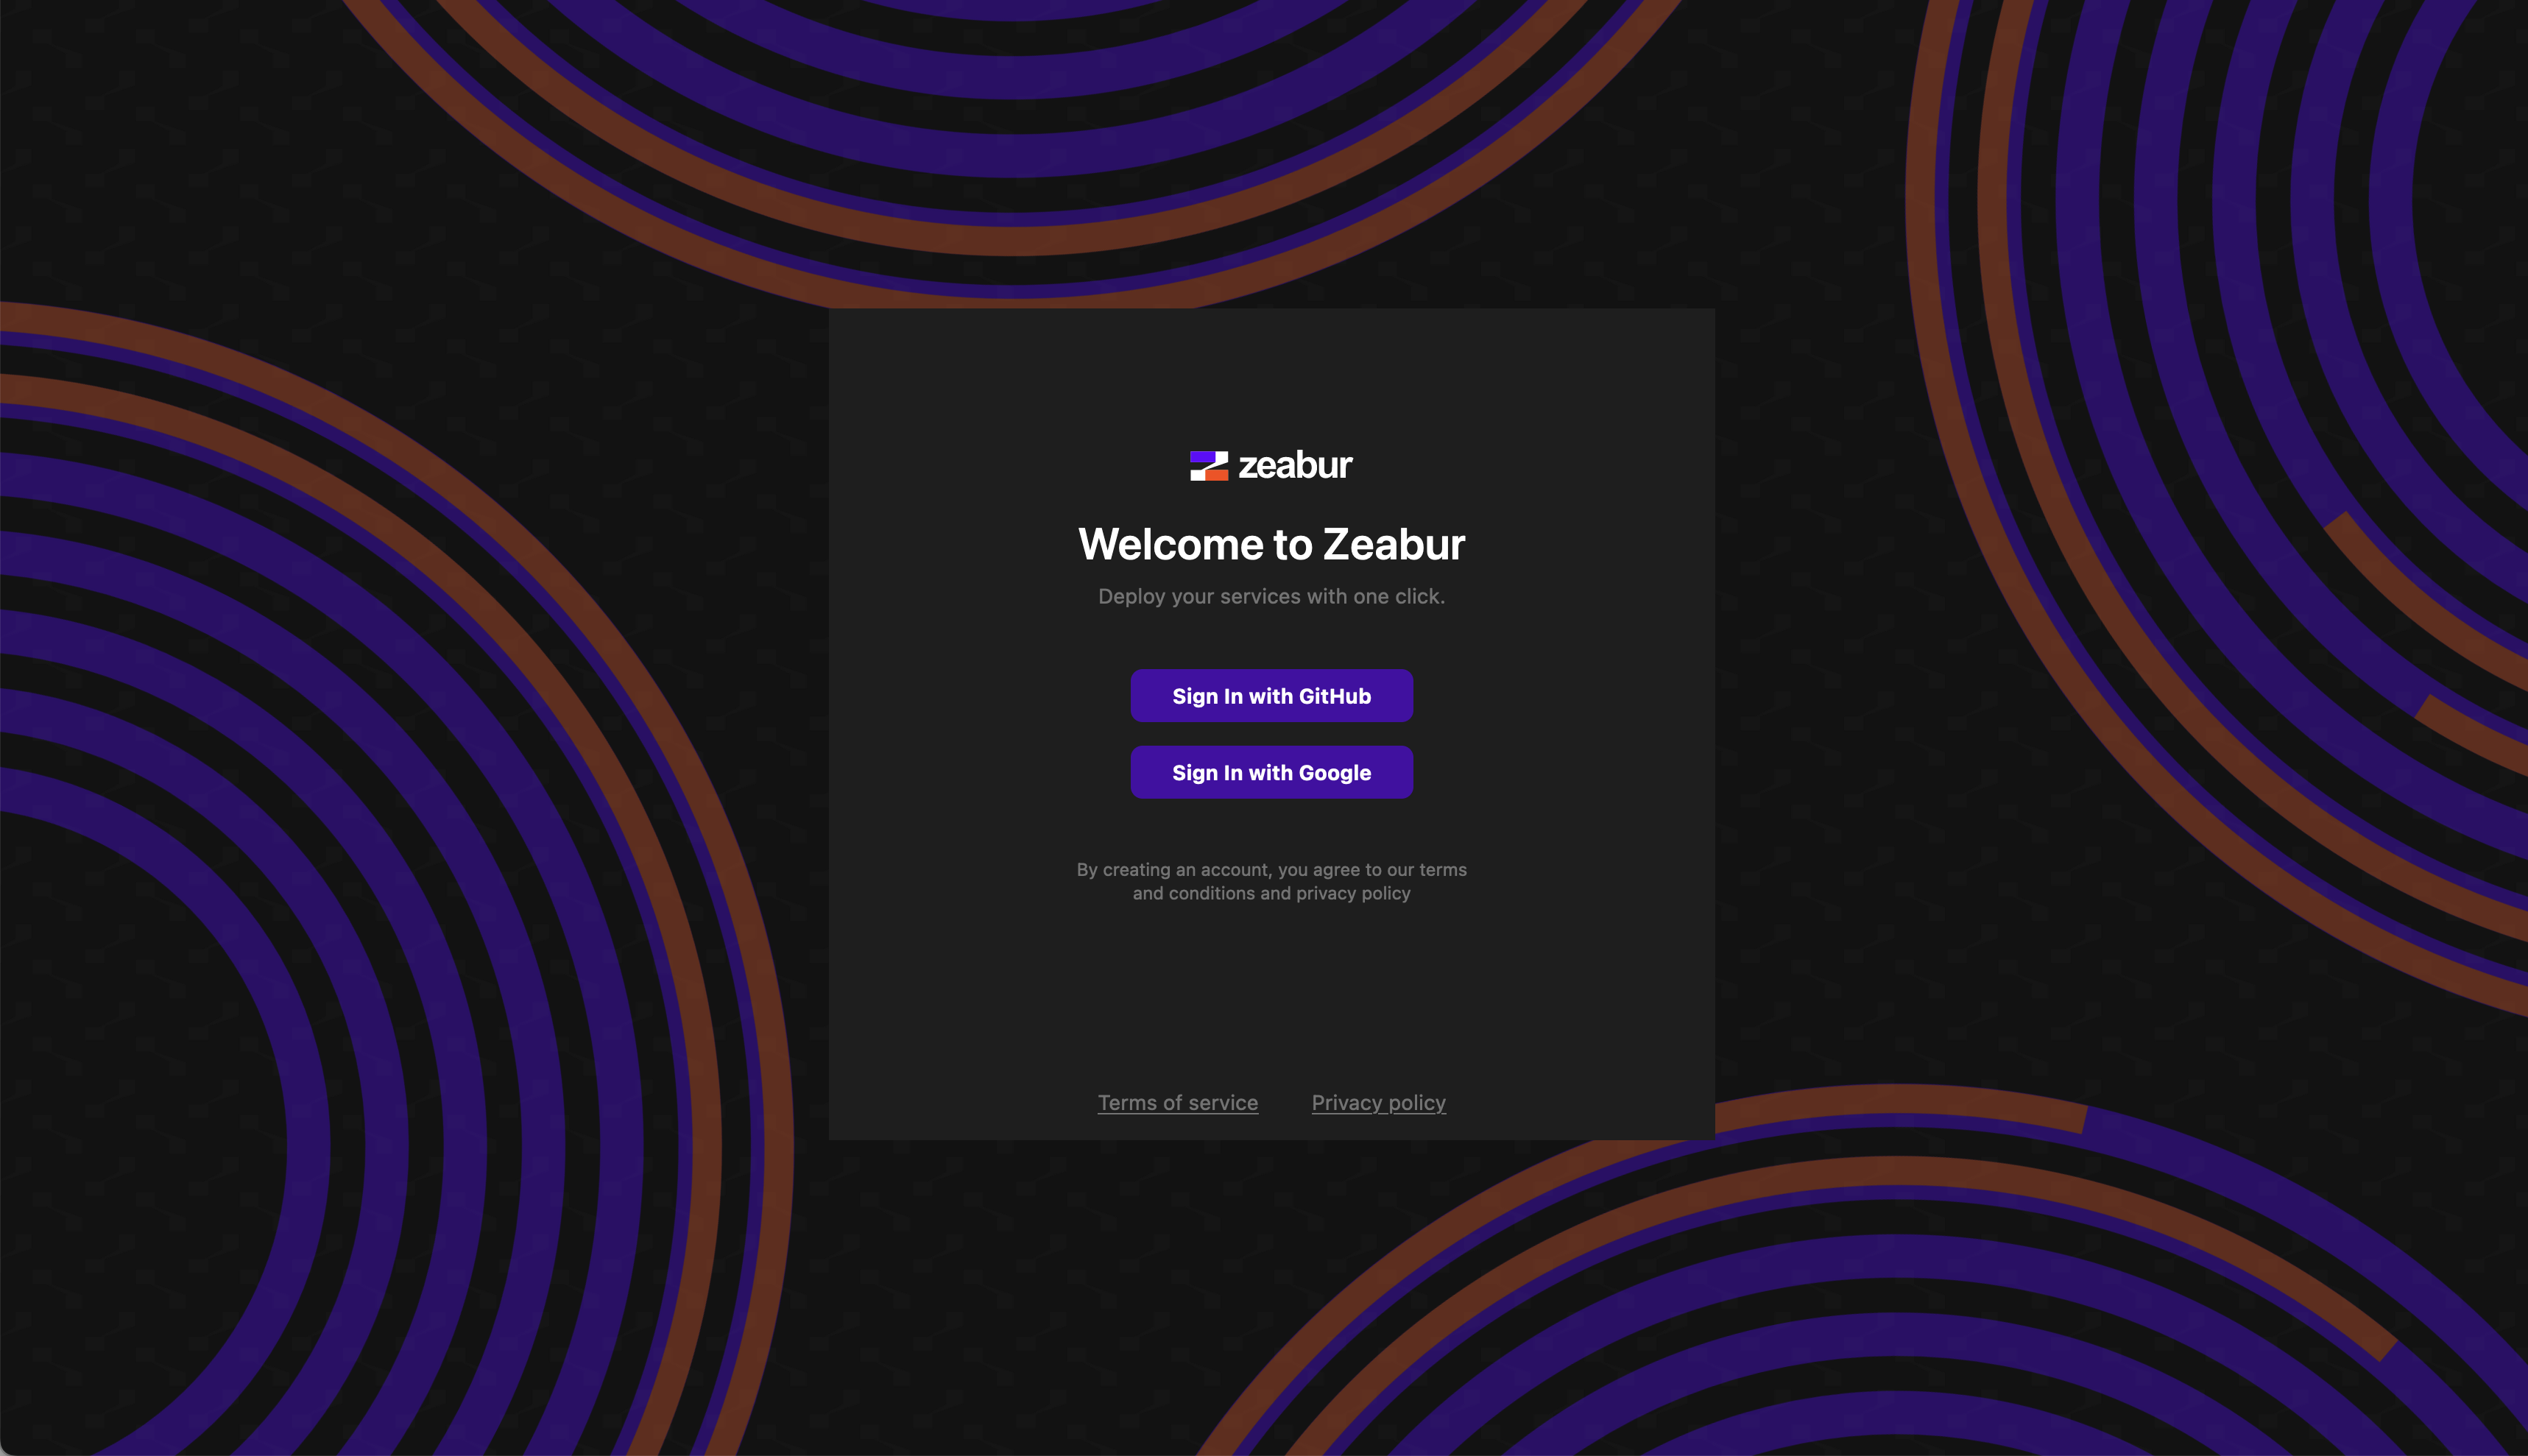 zeabur
Welcome to Zeabur
Deploy your services with one click.
Sign In with GitHub
Sign In with Google
By creating an account, you agree to our terms
and conditions and privacy policy
Terms of service
Privacy policy